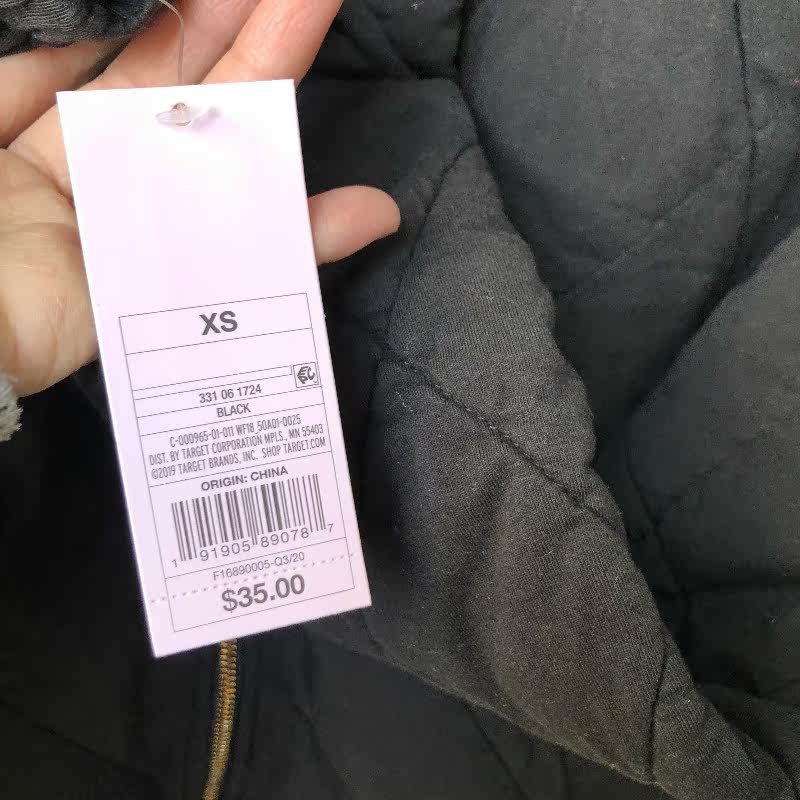 XS
331 06 1724
BLACK
C-000965-01-011 WF18_50A01-0025
DIST. BY TARGET CORPORATION MPLS., MN 55403
©2019 TARGET BRANDS, INC. SHOP TARGET.COM
ORIGIN: CHINA
1 91905 89078 7
F16890005-Q3/20
$35.00